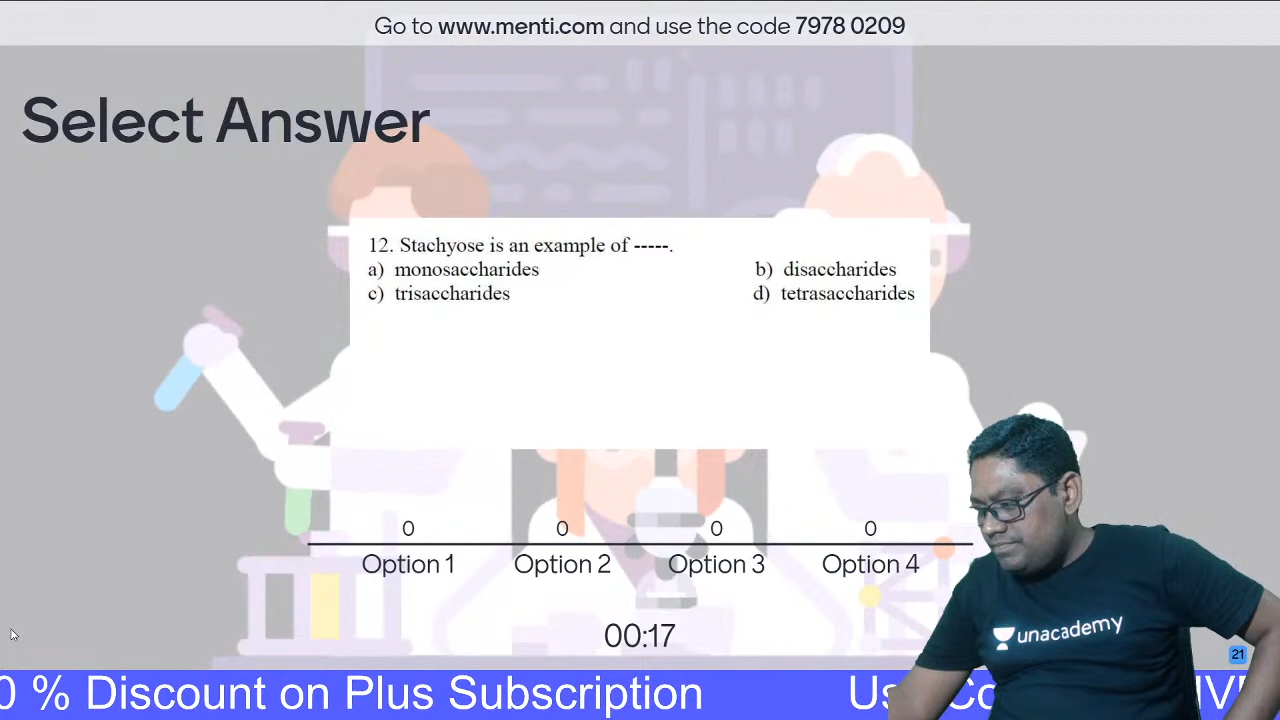 Go to www.menti.com and use the code 7978 0209
Select Answer
12. Stachyose is an example of -----.
a) monosaccharides b) disaccharides
c) trisaccharides d) tetrasaccharides
0 0 0 0
Option 1 Option 2 Option 3 Option 4
00:17
unacademy
21
0 % Discount on Plus Subscription